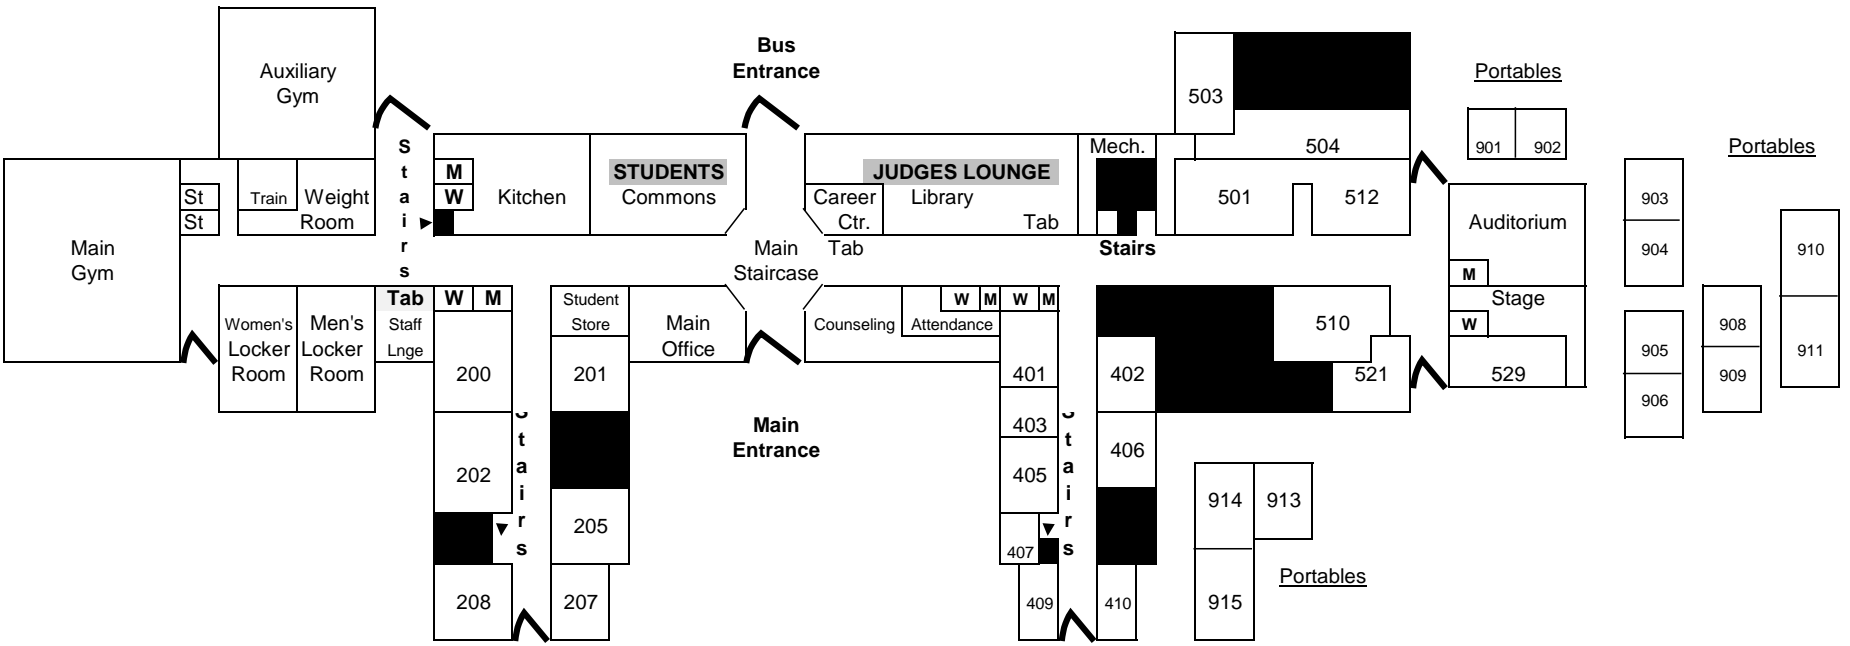 Auxiliary
Gym
Bus
Entrance
Portables
503
Mech.
504
901 902
Portables
Stairs
M
W
Kitchen
STUDENTS
Commons
JUDGES LOUNGE
Career
Ctr.
Library
Tab
501
512
St
St
Train
Weight
Room
Main
Gym
Main
Staircase
Tab
Stairs
Auditorium
M
Stage
W
529
903
904
910
905
906
908
909
911
Women's
Locker
Room
Men's
Locker
Room
Tab
Staff
Lnge
W M
Student
Store
Main
Office
Counseling
Attendance
W M W M
510
521
200
201
401
402
202
Stairs
Main
Entrance
403
405
Stairs
406
205
407
914 913
915
Portables
208
207
409
410